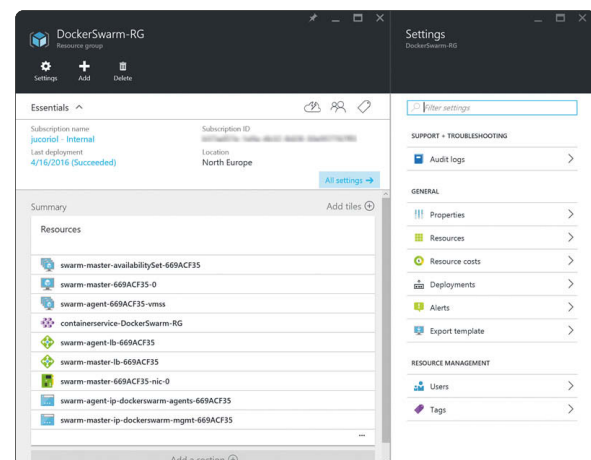 DockerSwarm-RG
Resource group
Settings
Add
Delete
Essentials
Subscription name
jucoriol - Internal
Subscription ID
Last deployment
4/16/2016 (Succeeded)
Location
North Europe
All settings →
Summary
Add tiles
Resources
swarm-master-availabilitySet-669ACF35
swarm-master-669ACF35-0
swarm-agent-669ACF35-vmss
containerservice-DockerSwarm-RG
swarm-agent-lb-669ACF35
swarm-master-lb-669ACF35
swarm-master-669ACF35-nic-0
swarm-agent-ip-dockerswarm-agents-669ACF35
swarm-master-ip-dockerswarm-mgmt-669ACF35
...
Add a section
Settings
DockerSwarm-RG
Filter settings
SUPPORT + TROUBLESHOOTING
Audit logs
GENERAL
Properties
Resources
Resource costs
Deployments
Alerts
Export template
RESOURCE MANAGEMENT
Users
Tags